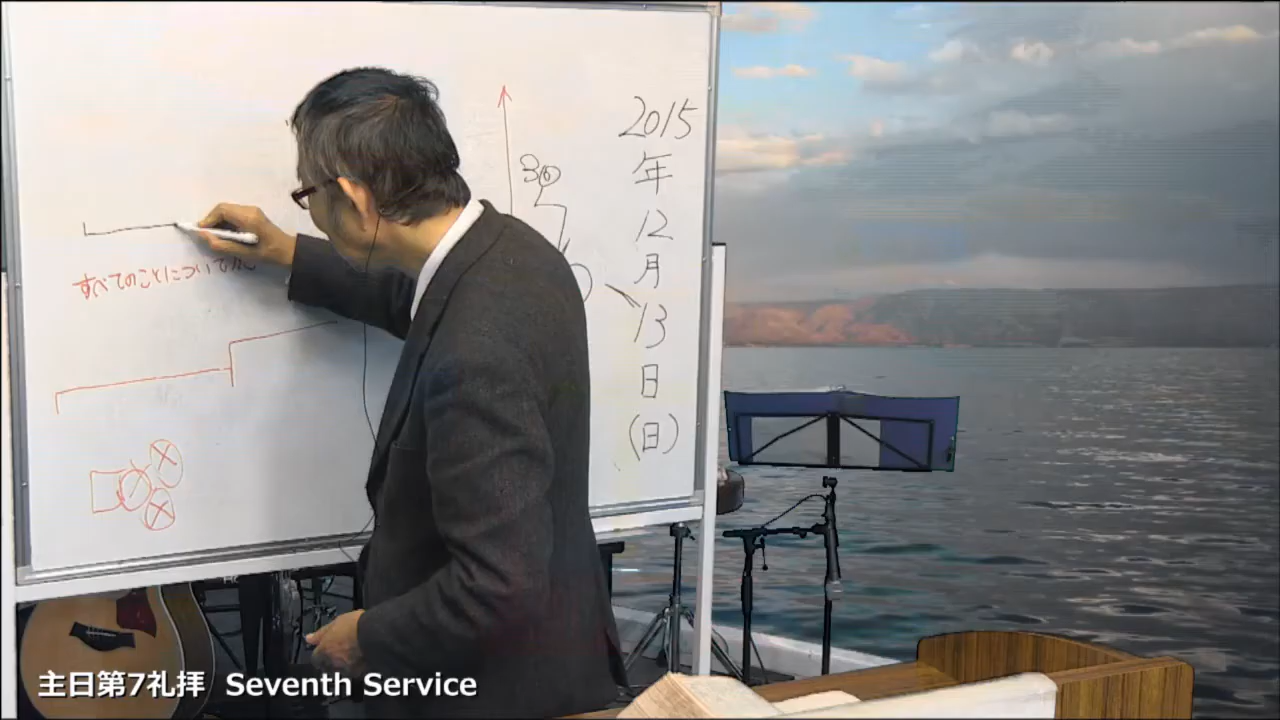 30
2015
年
12
月
13
日
(日)
すべてのことについて
主日第7礼拝 Seventh Service